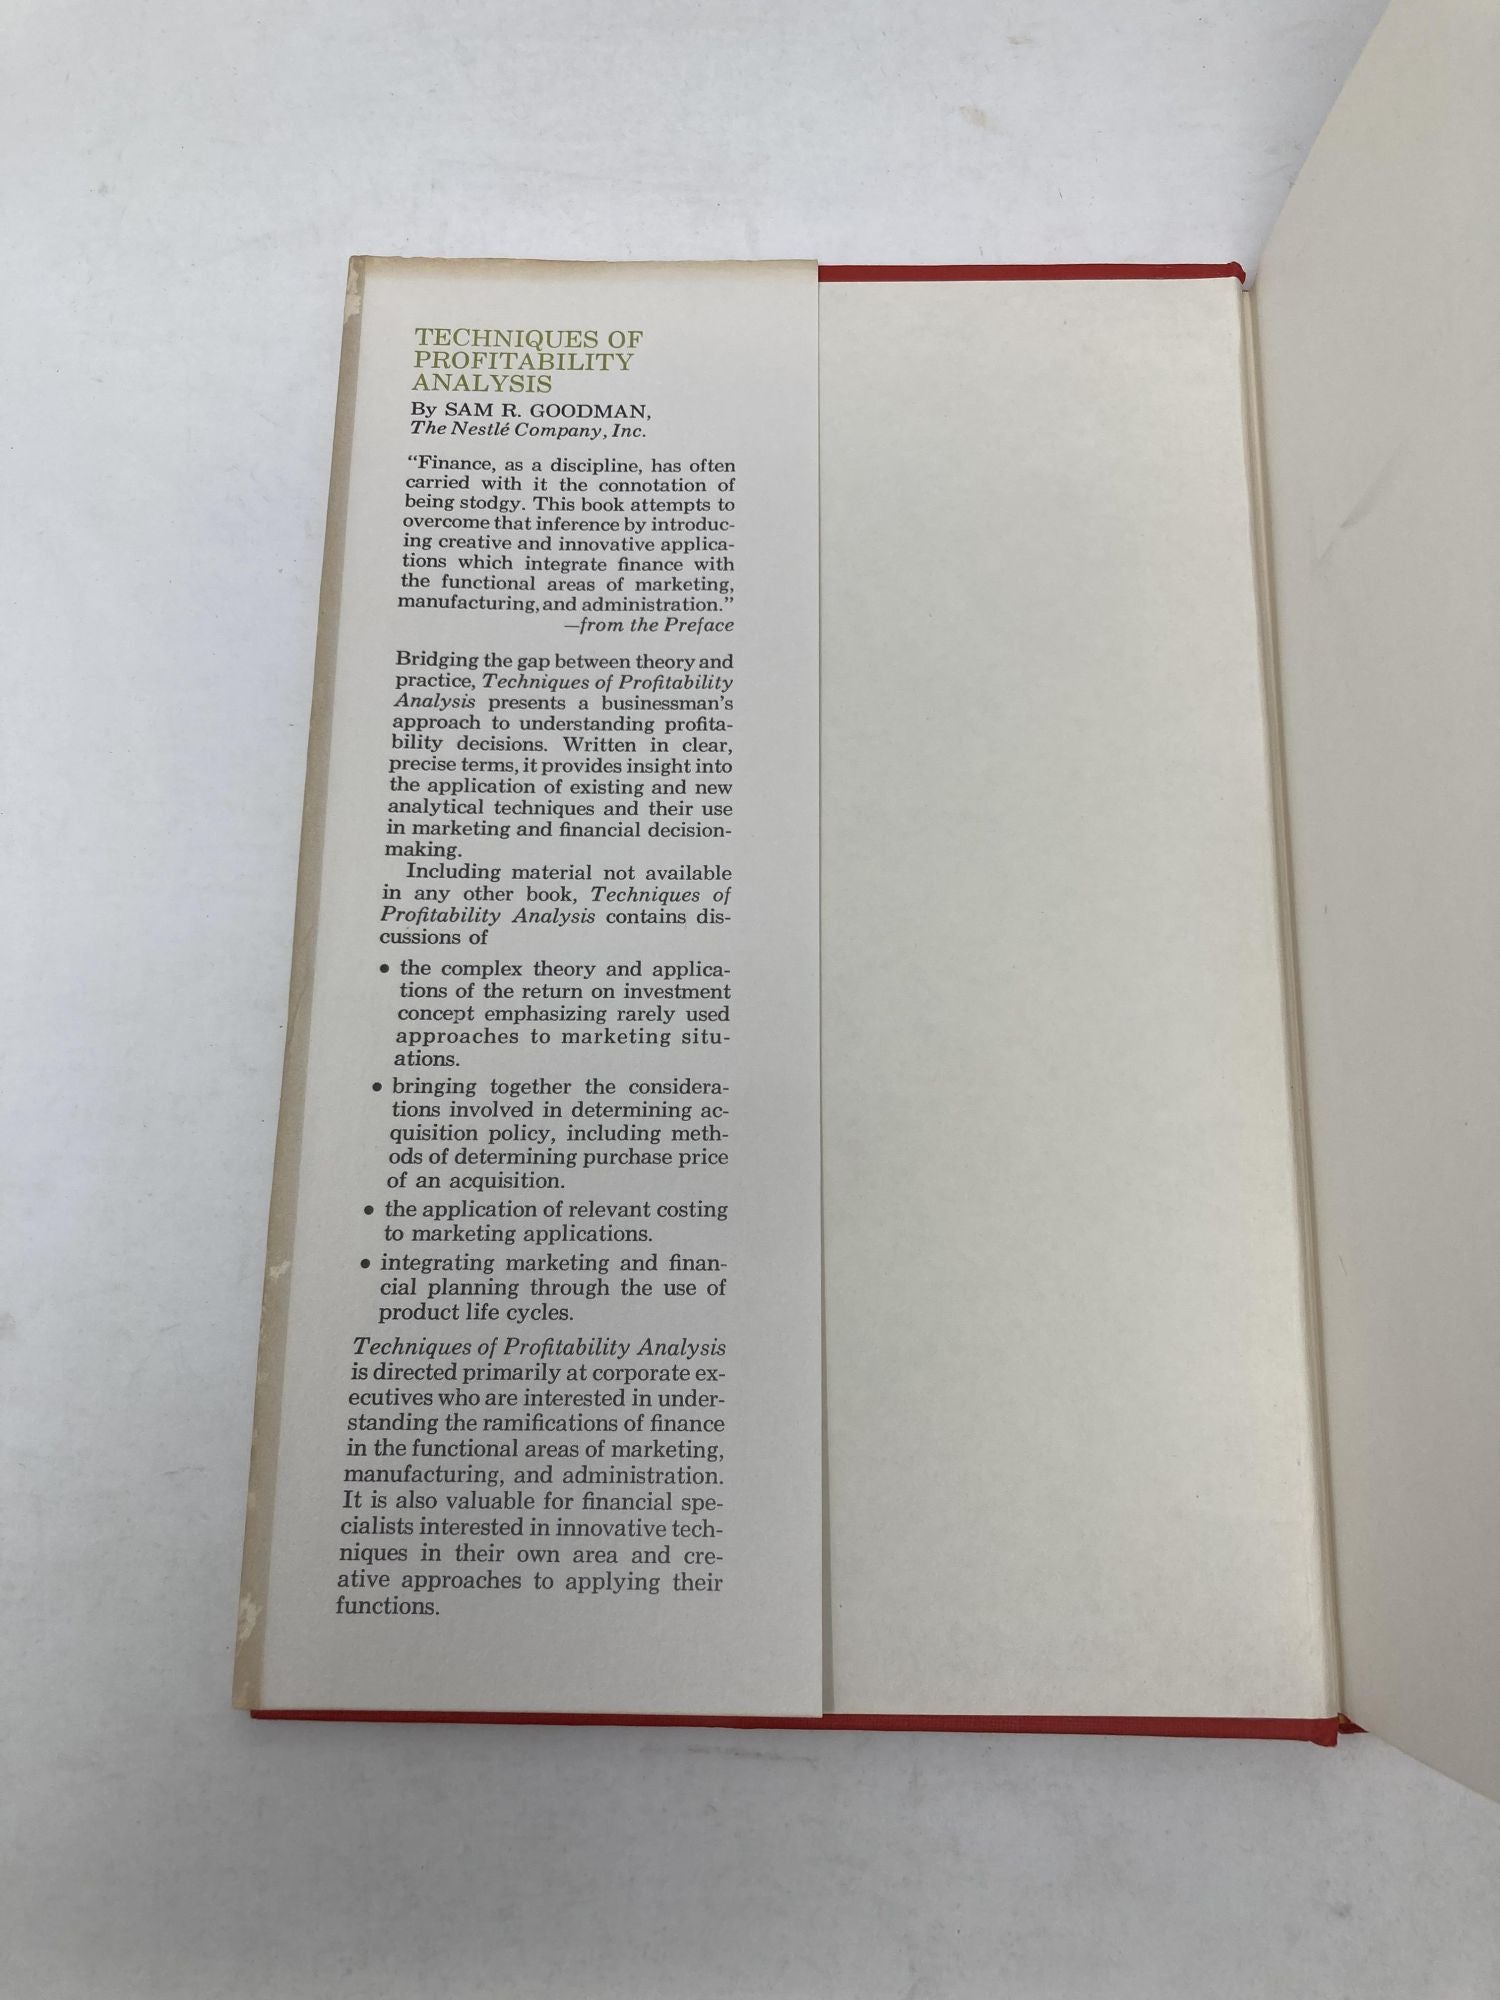 TECHNIQUES OF
PROFITABILITY
ANALYSIS
By SAM R. GOODMAN,
The Nestlé Company, Inc.
“Finance, as a discipline, has often
carried with it the connotation of
being stodgy. This book attempts to
overcome that inference by introduc-
ing creative and innovative applica-
tions which integrate finance with
the functional areas of marketing,
manufacturing, and administration.”
—from the Preface
Bridging the gap between theory and
practice, Techniques of Profitability
Analysis presents a businessman’s
approach to understanding profita-
bility decisions. Written in clear,
precise terms, it provides insight into
the application of existing and new
analytical techniques and their use
in marketing and financial decision-
making.
Including material not available
in any other book, Techniques of
Profitability Analysis contains dis-
cussions of
• the complex theory and applica-
tions of the return on investment
concept emphasizing rarely used
approaches to marketing situ-
ations.
• bringing together the considera-
tions involved in determining ac-
quisition policy, including meth-
ods of determining purchase price
of an acquisition.
• the application of relevant costing
to marketing applications.
• integrating marketing and finan-
cial planning through the use of
product life cycles.
Techniques of Profitability Analysis
is directed primarily at corporate ex-
ecutives who are interested in under-
standing the ramifications of finance
in the functional areas of marketing,
manufacturing, and administration.
It is also valuable for financial spe-
cialists interested in innovative tech-
niques in their own area and cre-
ative approaches to applying their
functions.